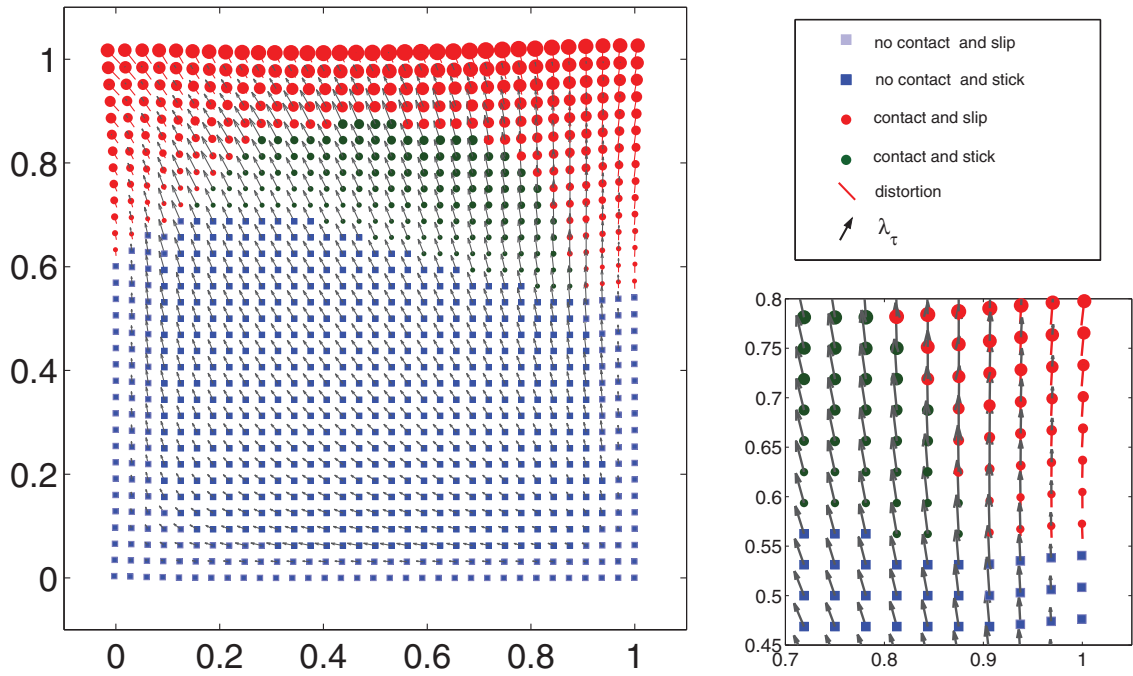 1
0.8
0.6
0.4
0.2
0
0 0.2 0.4 0.6 0.8 1
no contact and slip
no contact and stick
contact and slip
contact and stick
distortion
λτ
0.8
0.75
0.7
0.65
0.6
0.55
0.5
0.45
0.7 0.8 0.9 1